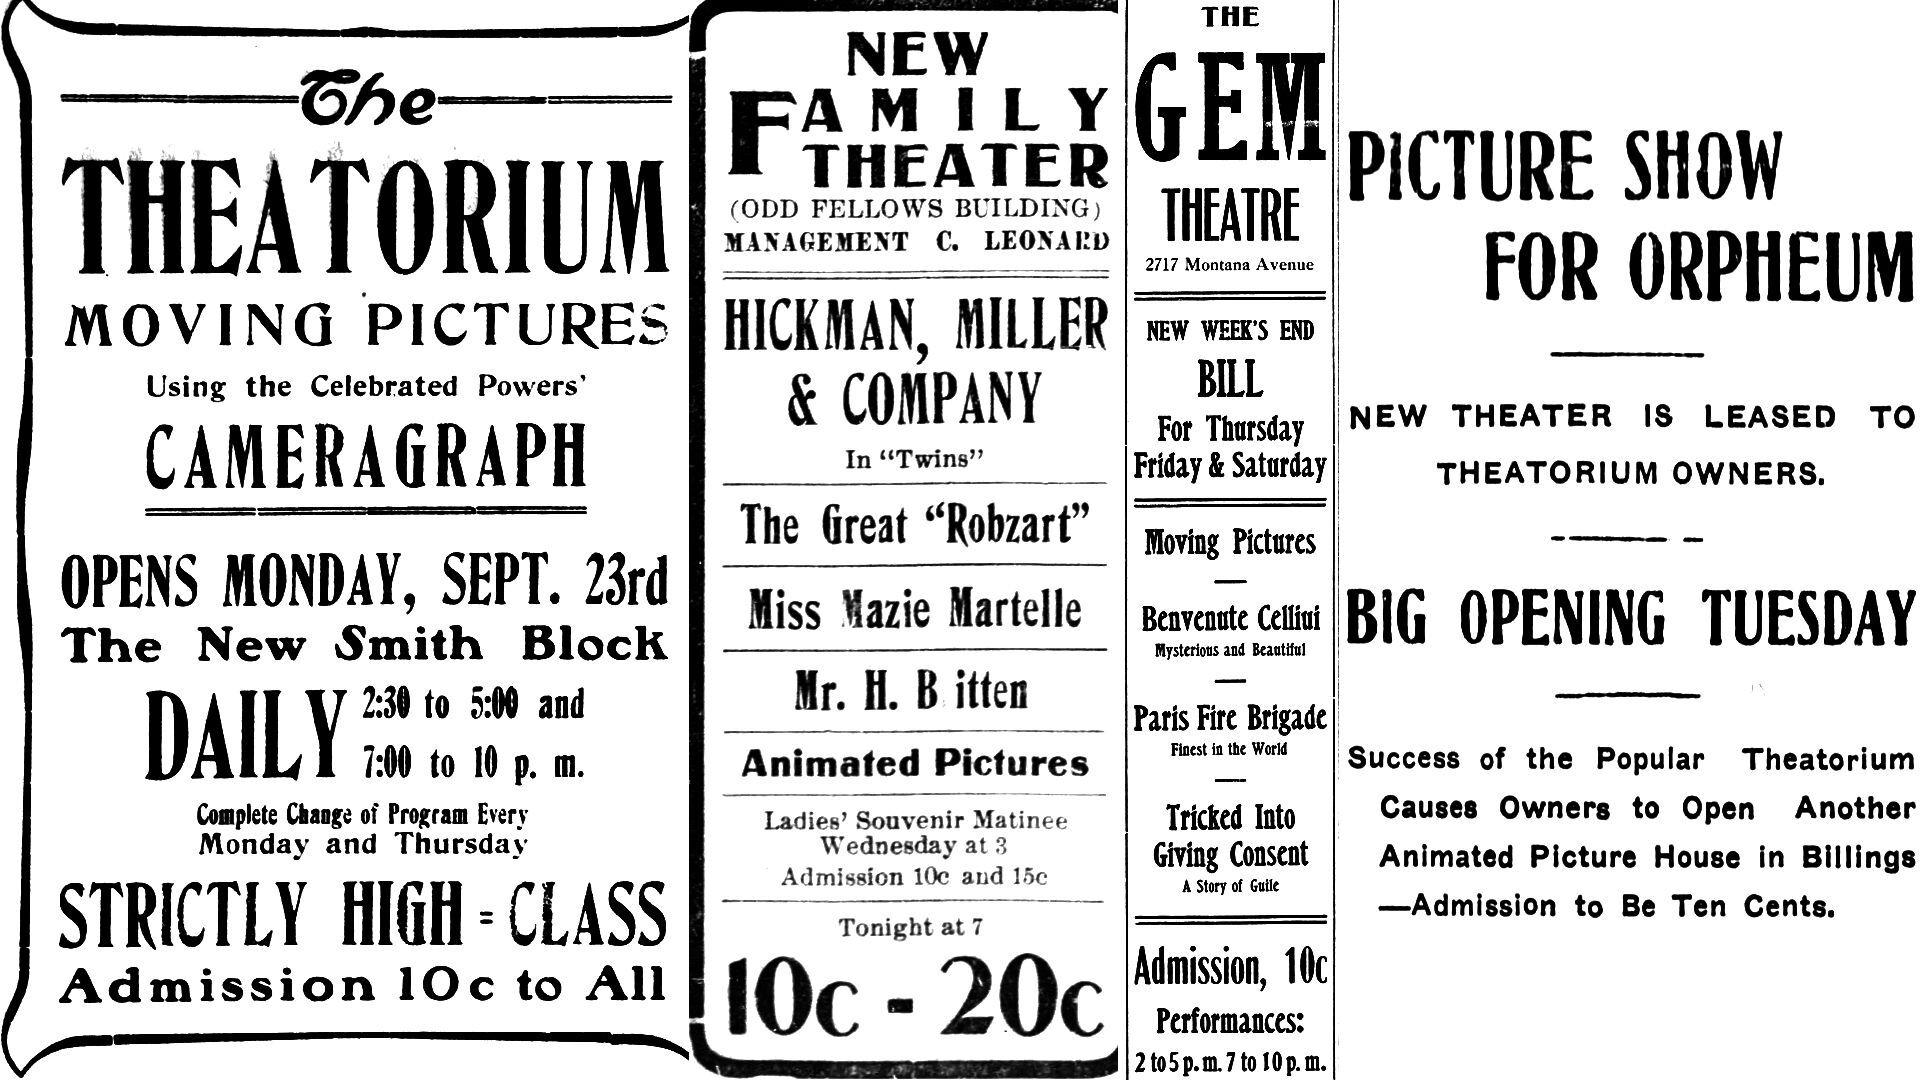 The
THEATORIUM
MOVING PICTURES
Using the Celebrated Powers'
CAMERAGRAPH
OPENS MONDAY, SEPT. 23rd
The New Smith Block
DAILY 2:30 to 5:00 and
7:00 to 10 p. m.
Complete Change of Program Every
Monday and Thursday
STRICTLY HIGH-CLASS
Admission 10c to All
NEW
FAMILY
THEATER
(ODD FELLOWS BUILDING)
MANAGEMENT C. LEONARD
HICKMAN, MILLER
& COMPANY
In "Twins"
The Great "Robzart"
Miss Mazie Martelle
Mr. H. B itten
Animated Pictures
Ladies' Souvenir Matinee
Wednesday at 3
Admission 10c and 15c
Tonight at 7
10c - 20c
THE
GEM
THEATRE
2717 Montana Avenue
NEW WEEK'S END
BILL
For Thursday
Friday & Saturday
Moving Pictures
Benvenute Celliui
Mysterious and Beautiful
Paris Fire Brigade
Finest in the World
Tricked Into
Giving Consent
A Story of Guile
Admission, 10c
Performances:
2 to 5 p. m. 7 to 10 p. m.
PICTURE SHOW
FOR ORPHEUM
NEW THEATER IS LEASED TO
THEATORIUM OWNERS.
BIG OPENING TUESDAY
Success of the Popular Theatorium
Causes Owners to Open Another
Animated Picture House in Billings
—Admission to Be Ten Cents.